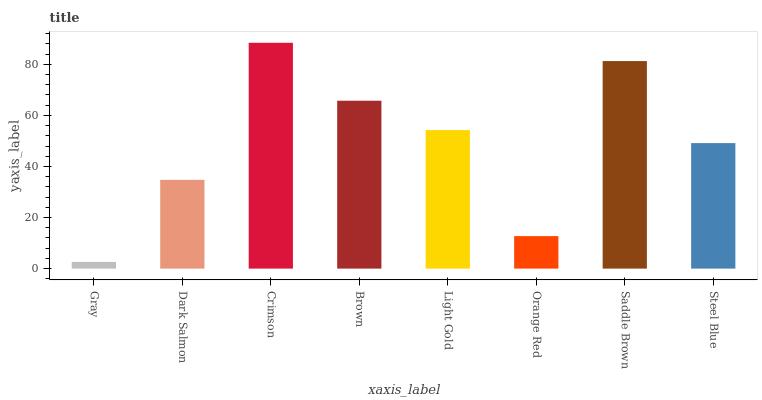 title
yaxis_label
80
60
40
20
0
Gray
Dark Salmon
Crimson
Brown
Light Gold
Orange Red
Saddle Brown
Steel Blue
xaxis_label